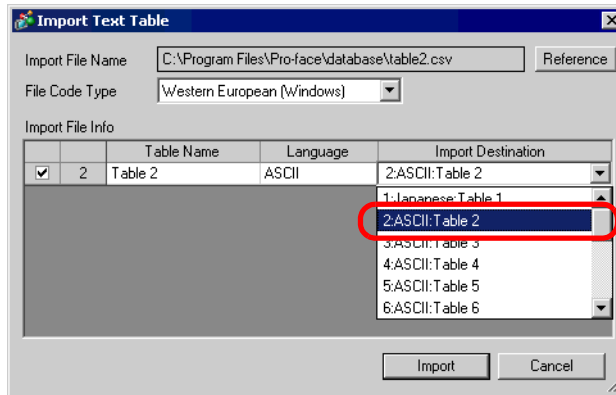 Import Text Table
Import File Name C:\Program Files\Pro-face\database\table2.csv Reference
File Code Type Western European (Windows)
Import File Info
Table Name Language Import Destination
2 Table 2 ASCII 2:ASCII:Table 2
1:Japanese:Table 1
2:ASCII:Table 2
3:ASCII:Table 3
4:ASCII:Table 4
5:ASCII:Table 5
6:ASCII:Table 6
Import Cancel